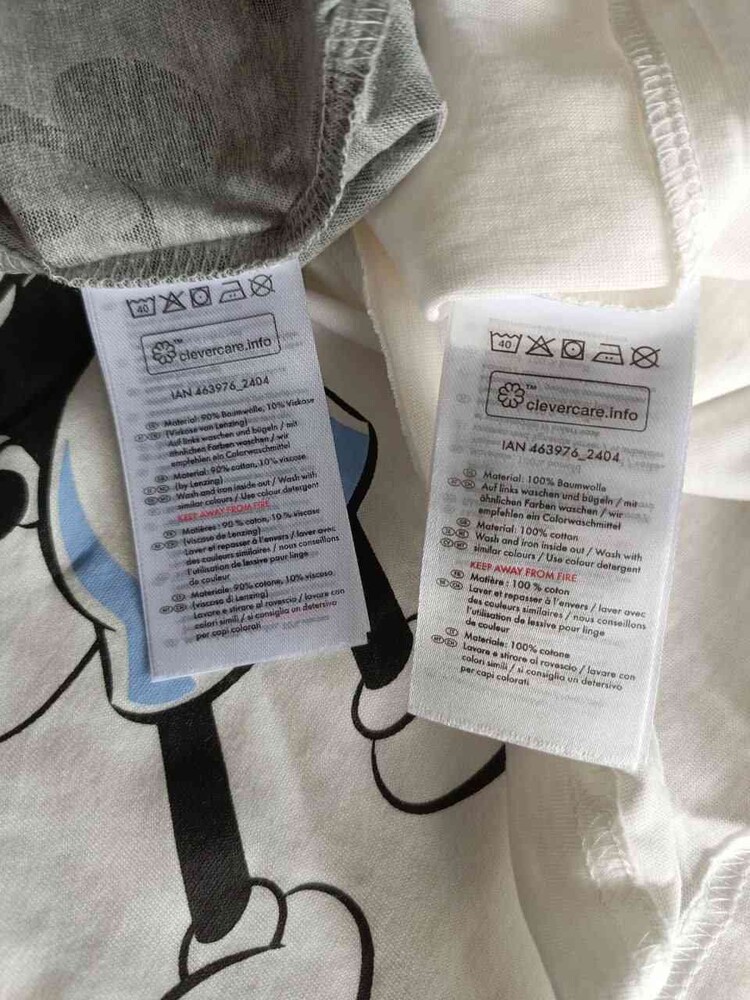 40
™
clevercare.info
IAN 463976_2404
Material: 90% Baumwolle, 10% Viskose
(Viskose von Lenzing)
Auf links waschen und bügeln / mit
ähnlichen Farben waschen / wir
empfehlen ein Colorwaschmittel
Material: 90% cotton, 10% viscose
(by Lenzing)
Wash and iron inside out / Wash with
similar colours / Use colour detergent
KEEP AWAY FROM FIRE
Matières: 90 % coton, 10 % viscose
(viscose de Lenzing)
Laver et repasser à l'envers / laver avec
des couleurs similaires / nous conseillons
l'utilisation de lessive pour linge
de couleur
Materiale: 90% cotone, 10% viscosa
(viscosa di Lenzing)
Lavare e stirare al rovescio / lavare con
colori simili / si consiglia un detersivo
per capi colorati
40
™
clevercare.info
IAN 463976_2404
Material: 100% Baumwolle
Auf links waschen und bügeln / mit
ähnlichen Farben waschen / wir
empfehlen ein Colorwaschmittel
Material: 100% cotton
Wash and iron inside out / Wash with
similar colours / Use colour detergent
KEEP AWAY FROM FIRE
Matière : 100 % coton
Laver et repasser à l'envers / laver avec
des couleurs similaires / nous conseillons
l'utilisation de lessive pour linge
de couleur
Materiale: 100% cotone
Lavare e stirare al rovescio / lavare con
colori simili / si consiglia un detersivo
per capi colorati